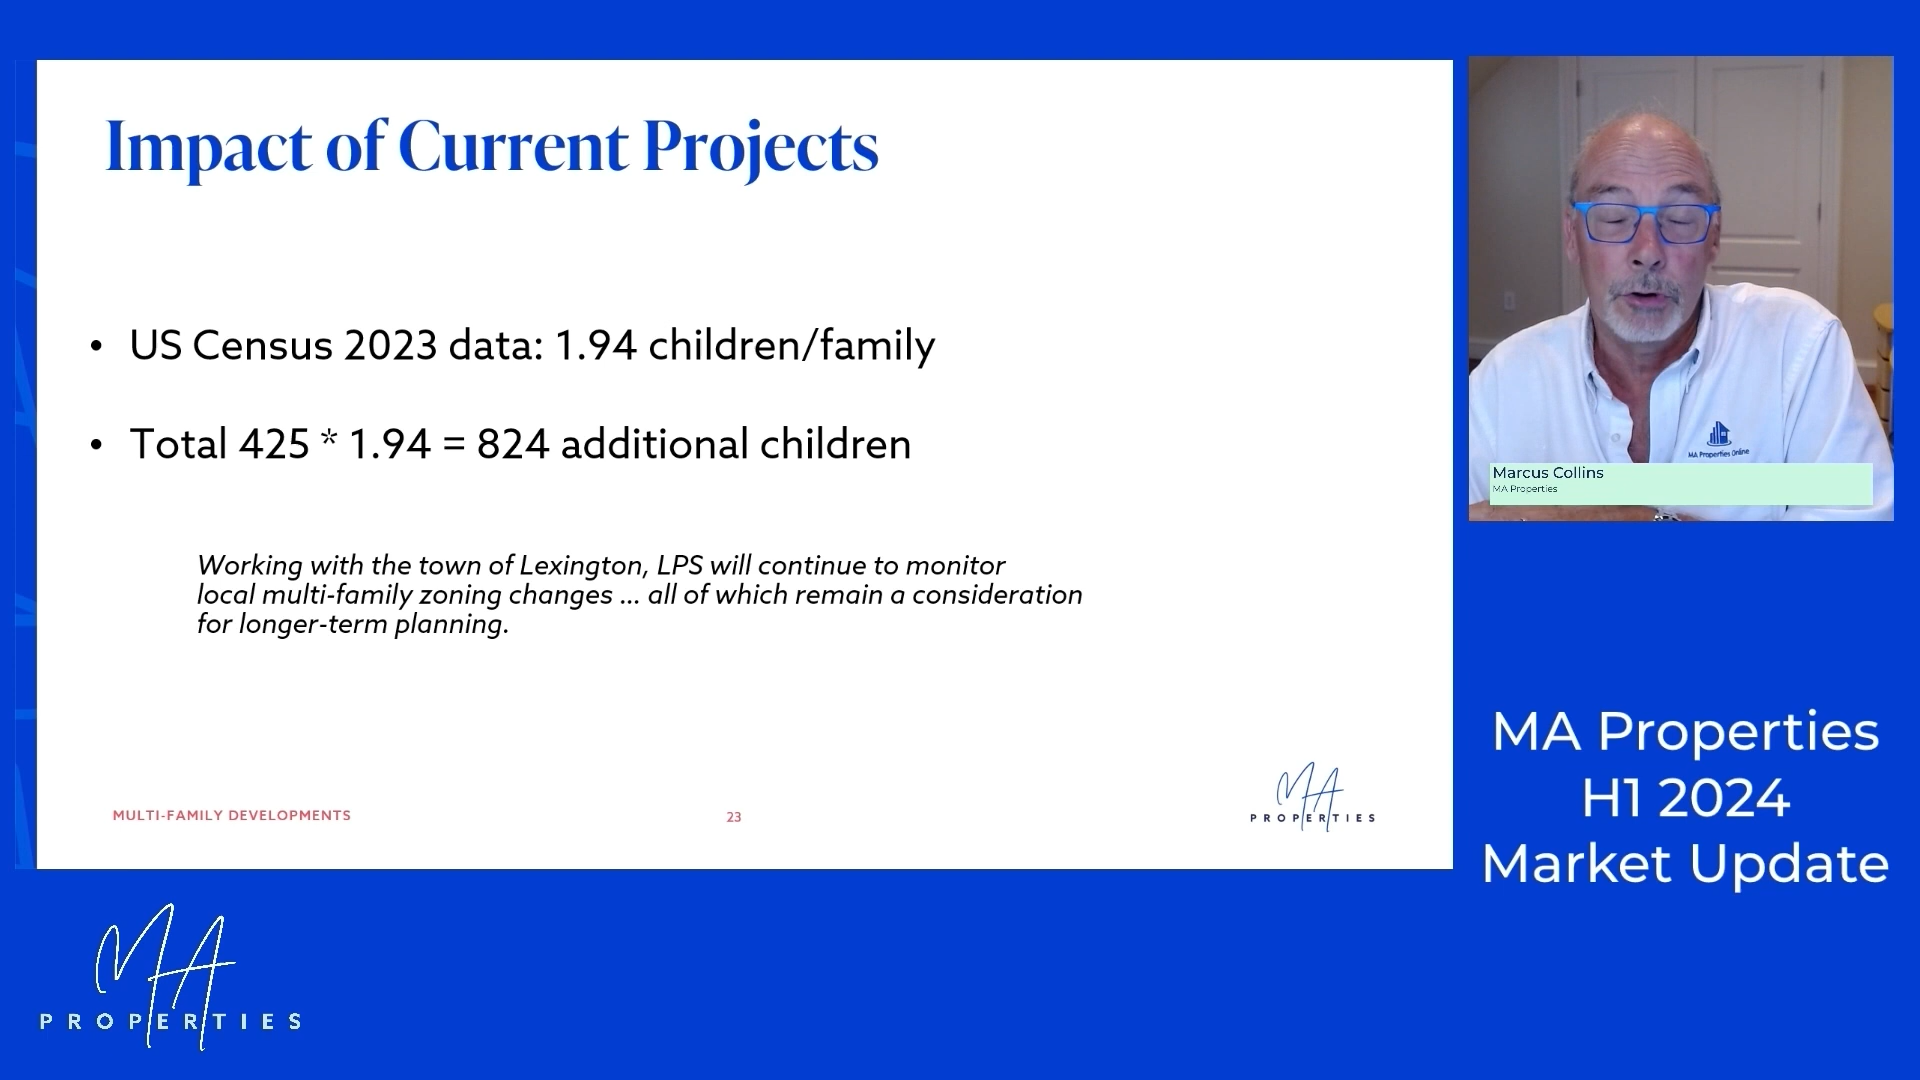 Impact of Current Projects
• US Census 2023 data: 1.94 children/family
• Total 425 * 1.94 = 824 additional children
Working with the town of Lexington, LPS will continue to monitor
local multi-family zoning changes ... all of which remain a consideration
for longer-term planning.
MULTI-FAMILY DEVELOPMENTS
23
MA
PROPERTIES
MA Properties Online
Marcus Collins
MA Properties
MA Properties
H1 2024
Market Update
MA
PROPERTIES